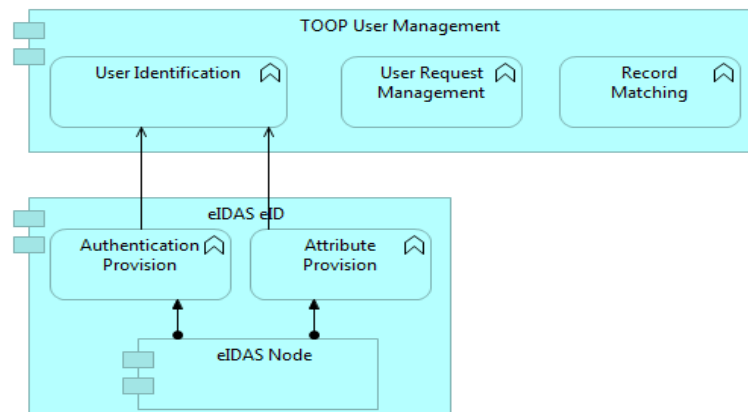 TOOP User Management
User Identification
User Request
Management
Record
Matching
eIDAS eID
Authentication
Provision
Attribute
Provision
eIDAS Node